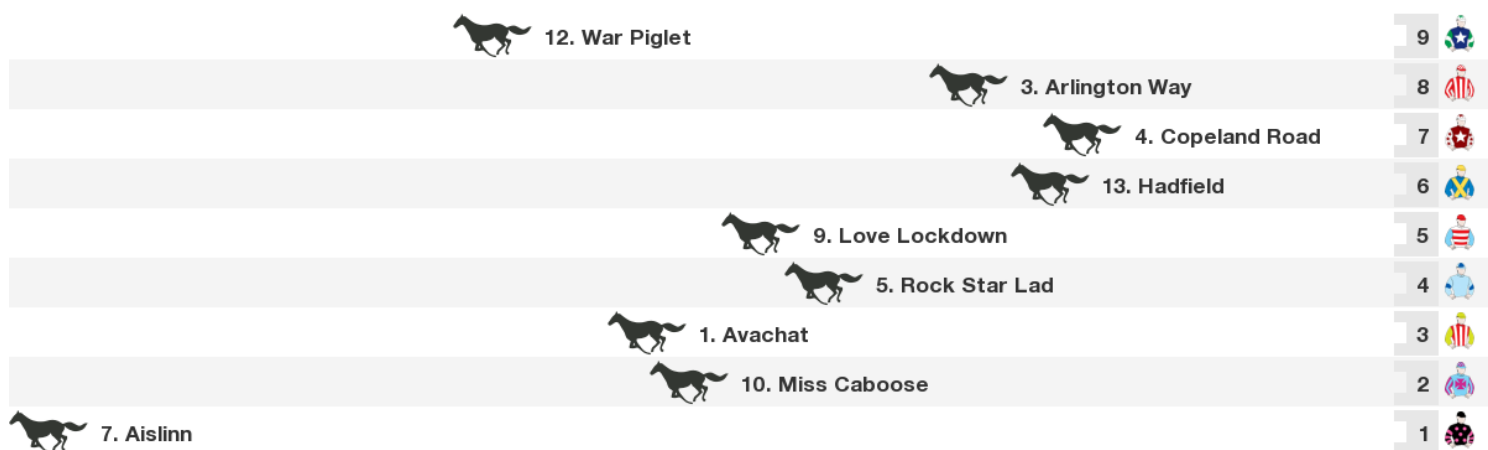 12. War Piglet 9
3. Arlington Way 8
4. Copeland Road 7
13. Hadfield 6
9. Love Lockdown 5
5. Rock Star Lad 4
1. Avachat 3
10. Miss Caboose 2
7. Aislinn 1